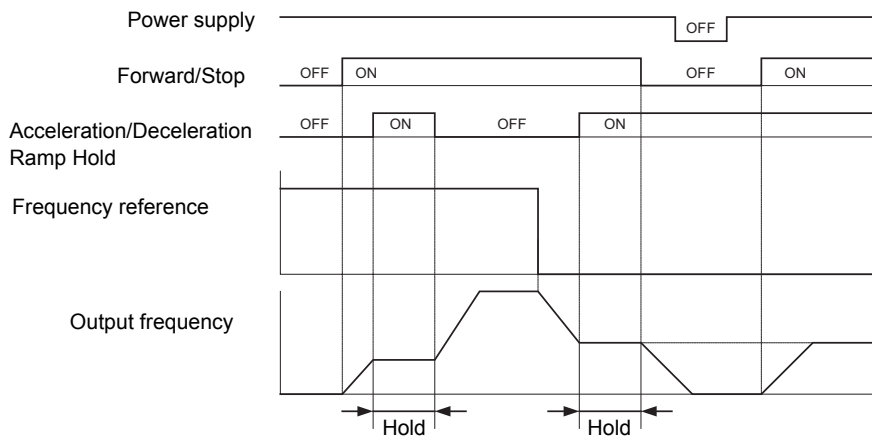 Power supply
OFF
Forward/Stop
OFF ON OFF ON
Acceleration/Deceleration
Ramp Hold
OFF ON OFF ON
Frequency reference
Output frequency
Hold Hold